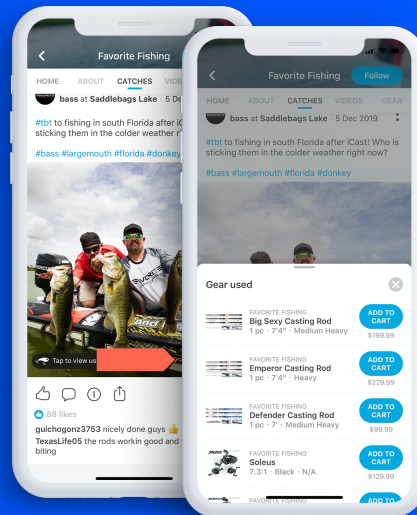 Favorite Fishing
HOME ABOUT CATCHES VIDE
bass at Saddlebags Lake · 5 De
#tbt to fishing in south Florida after iC
sticking them in the colder weather r
#bass #largemouth #florida #donkey
Tap to view us
88 likes
guichogonz3753 nicely done guys 👍
TexasLife05 the rods workin good and
biting
Favorite Fishing
Follow
HOME ABOUT CATCHES VIDEOS GEAR
bass at Saddlebags Lake · 5 Dec 2019
#tbt to fishing in south Florida after iCast! Who is
sticking them in the colder weather right now?
#bass #largemouth #florida #donkey
Gear used
FAVORITE FISHING
Big Sexy Casting Rod
1 pc · 7'4" · Medium Heavy
ADD TO
CART
$199.99
FAVORITE FISHING
Emperor Casting Rod
1 pc · 7'4" · Heavy
ADD TO
CART
$229.99
FAVORITE FISHING
Defender Casting Rod
1 pc · 7' · Medium Heavy
ADD TO
CART
$99.99
FAVORITE FISHING
Soleus
7.3:1 · Black · N/A
ADD TO
CART
$129.99
FAVORITE FISHING
ADD TO